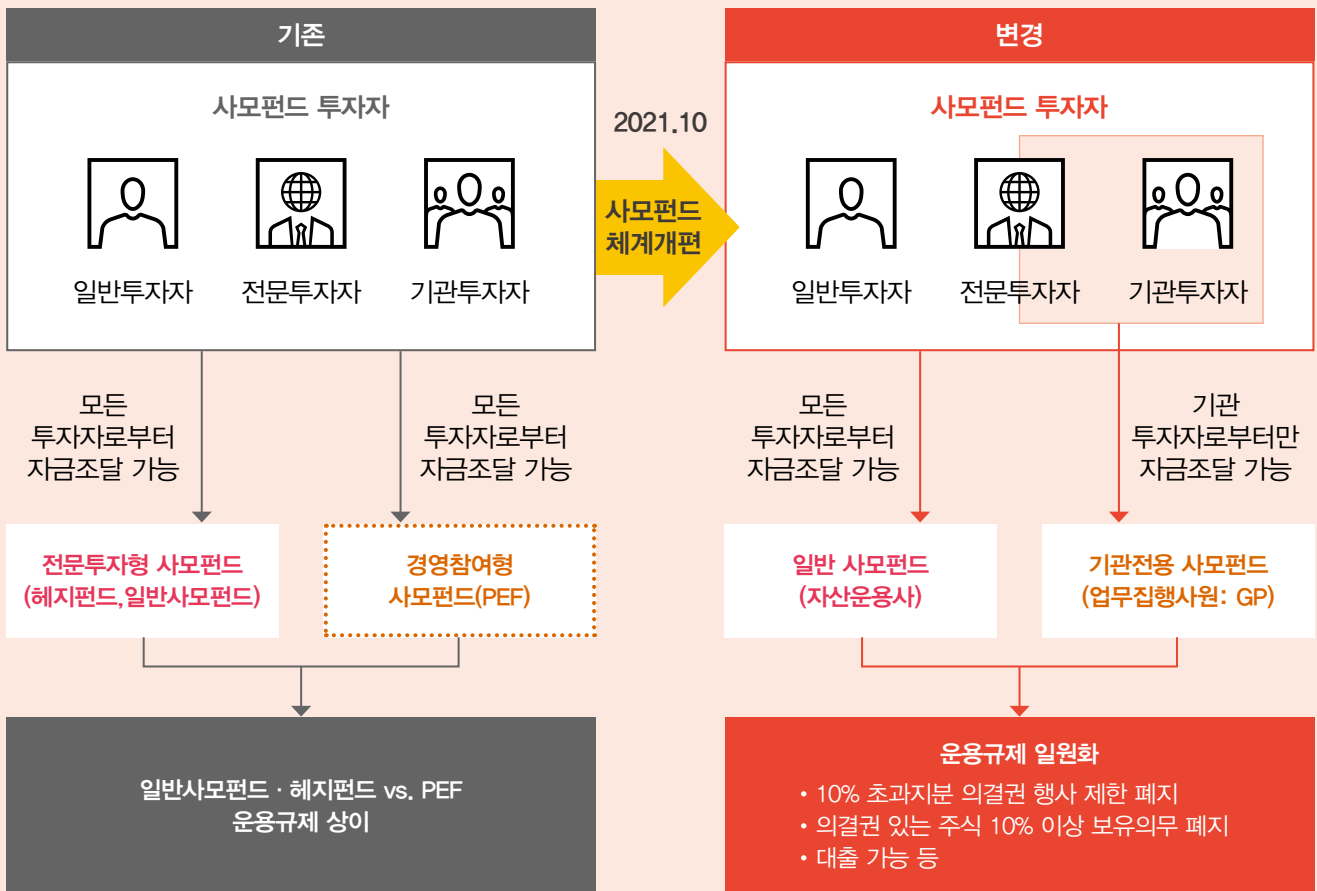 기존
사모펀드 투자자
일반투자자
전문투자자
기관투자자
모든
투자자로부터
자금조달 가능
모든
투자자로부터
자금조달 가능
전문투자형 사모펀드
(헤지펀드,일반사모펀드)
경영참여형
사모펀드(PEF)
일반사모펀드 · 헤지펀드 vs. PEF
운용규제 상이
2021.10
사모펀드
체계개편
변경
사모펀드 투자자
일반투자자
전문투자자
기관투자자
모든
투자자로부터
자금조달 가능
기관
투자자로부터만
자금조달 가능
일반 사모펀드
(자산운용사)
기관전용 사모펀드
(업무집행사원: GP)
운용규제 일원화
• 10% 초과지분 의결권 행사 제한 폐지
• 의결권 있는 주식 10% 이상 보유의무 폐지
• 대출 가능 등